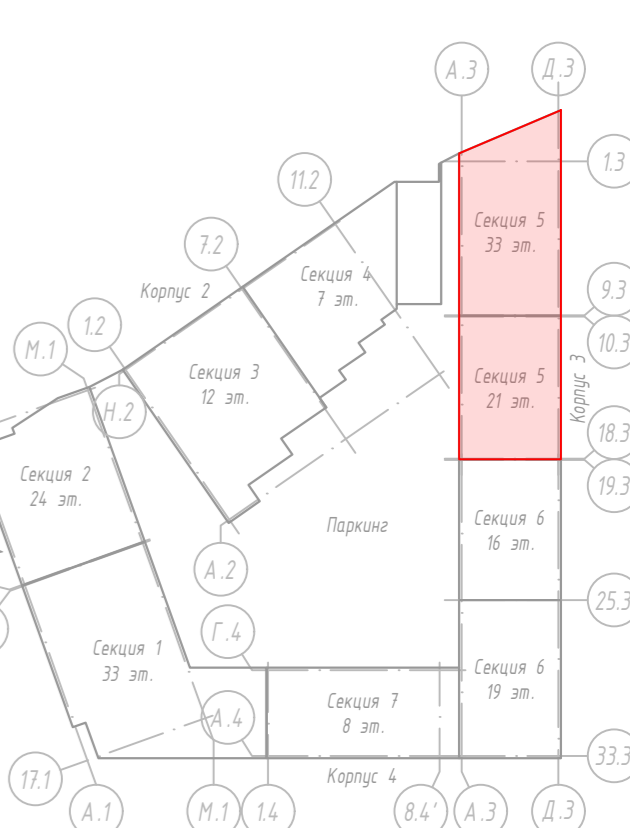 А.3
Д.3
1.3
11.2
Секция 5
33 эт.
7.2
Секция 4
7 эт.
Корпус 2
9.3
1.2
10.3
М.1
Секция 3
12 эт.
Секция 5
21 эт.
Корпус 3
Н.2
18.3
Секция 2
24 эт.
19.3
Паркинг
Секция 6
16 эт.
А.2
25.3
Г.4
Секция 1
33 эт.
Секция 6
19 эт.
Секция 7
8 эт.
А.4
33.3
Корпус 4
17.1
А.1
М.1
1.4
8.4'
А.3
Д.3